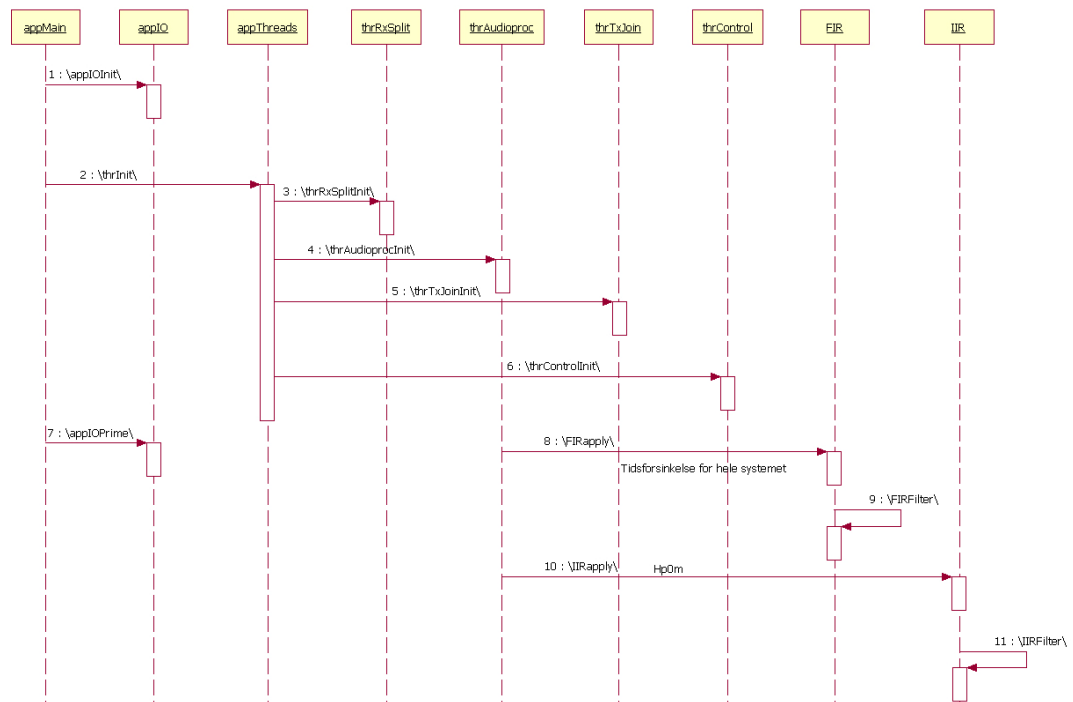 appMain
appIO
appThreads
thrRxSplit
thrAudioproc
thrTxJoin
thrControl
FIR
IIR
1 : \appIOInit\
2 : \thrInit\
3 : \thrRxSplitInit\
4 : \thrAudioprocInit\
5 : \thrTxJoinInit\
6 : \thrControlInit\
7 : \appIOPrime\
8 : \FIRapply\
Tidsforsinkelse for hele systemet
9 : \FIRFilter\
10 : \IIRapply\
Hp0m
11 : \IIRFilter\